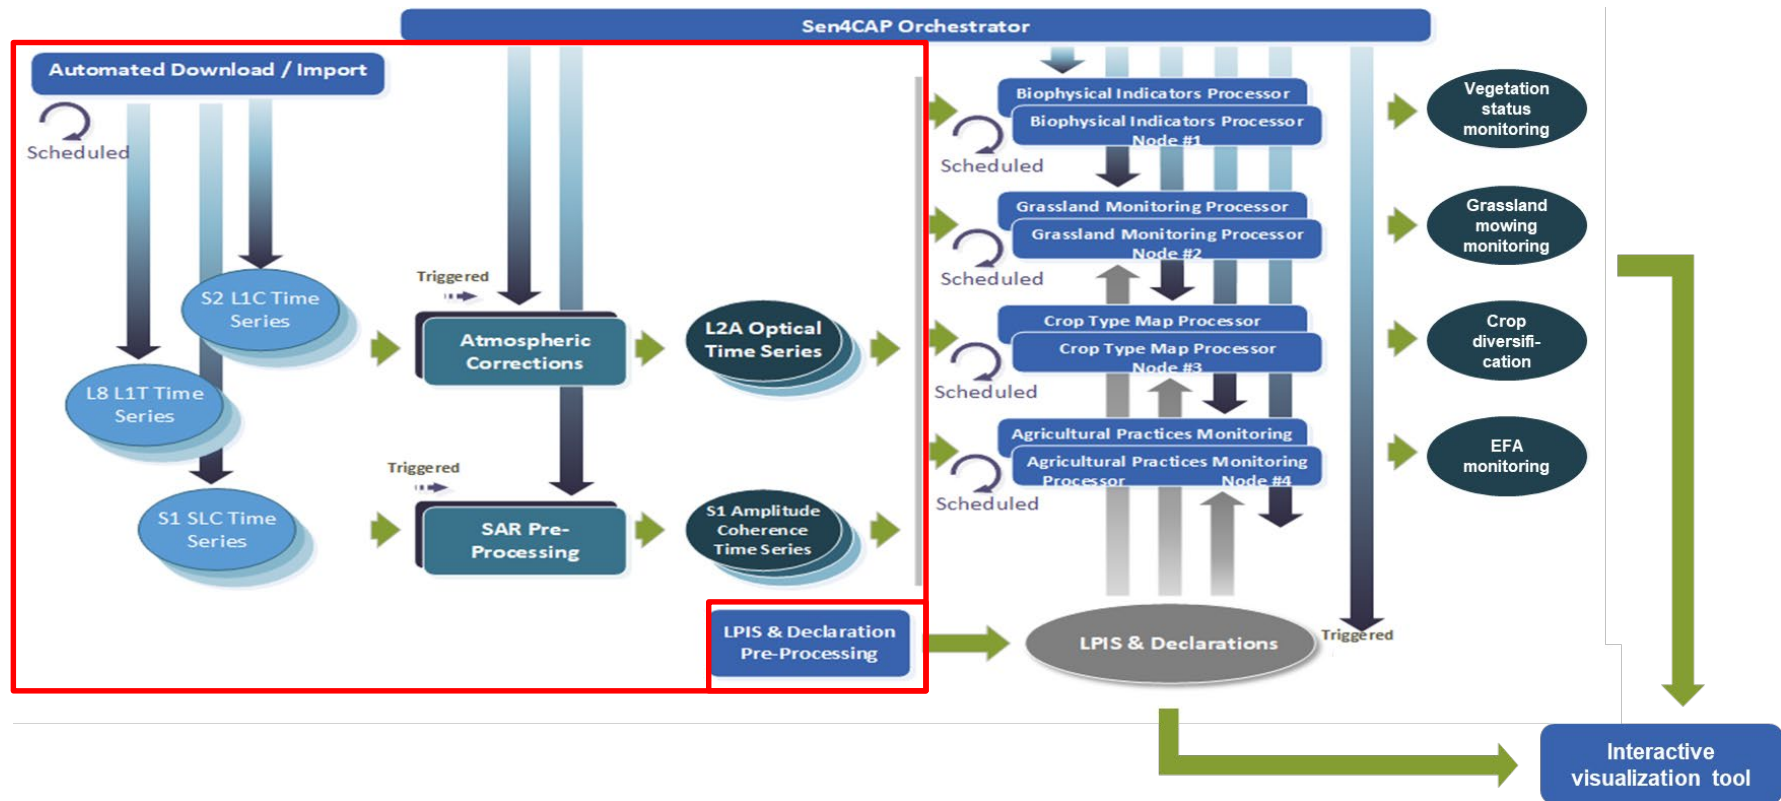 Sen4CAP Orchestrator
Automated Download / Import
Scheduled
S2 L1C Time
Series
L8 L1T Time
Series
S1 SLC Time
Series
Triggered
Atmospheric
Corrections
Triggered
SAR Pre-
Processing
L2A Optical
Time Series
S1 Amplitude
Coherence
Time Series
LPIS & Declaration
Pre-Processing
Biophysical Indicators Processor
Biophysical Indicators Processor
Node #1
Scheduled
Grassland Monitoring Processor
Grassland Monitoring Processor
Node #2
Scheduled
Crop Type Map Processor
Crop Type Map Processor
Node #3
Scheduled
Agricultural Practices Monitoring
Agricultural Practices Monitoring
Processor Node #4
Scheduled
LPIS & Declarations
Triggered
Vegetation
status
monitoring
Grassland
mowing
monitoring
Crop
diversifi-
cation
EFA
monitoring
Interactive
visualization tool